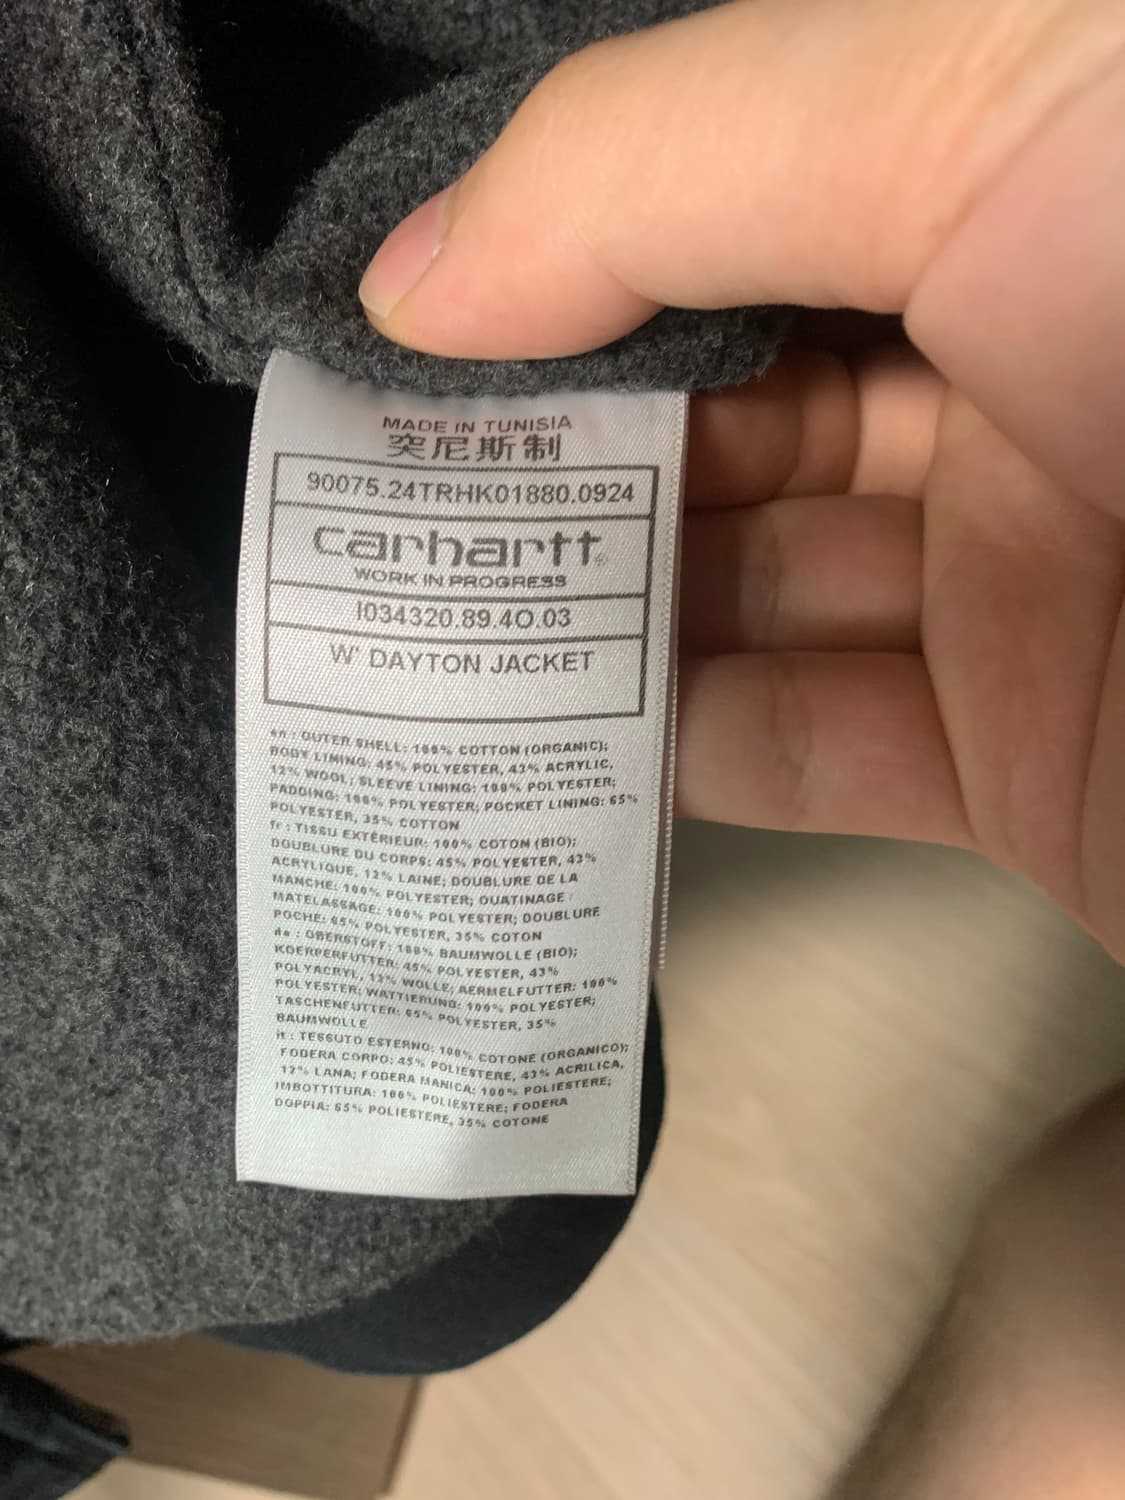 MADE IN TUNISIA
突尼斯制
90075.24TRHK01880.0924
carhartt®
WORK IN PROGRESS
I034320.89.4O.03
W' DAYTON JACKET
en : OUTER SHELL: 100% COTTON (ORGANIC);
BODY LINING: 45% POLYESTER, 43% ACRYLIC,
12% WOOL; SLEEVE LINING: 100% POLYESTER;
PADDING: 100% POLYESTER; POCKET LINING: 65%
POLYESTER, 35% COTTON
fr : TISSU EXTÉRIEUR: 100% COTON (BIO);
DOUBLURE DU CORPS: 45% POLYESTER, 43%
ACRYLIQUE, 12% LAINE; DOUBLURE DE LA
MANCHE: 100% POLYESTER; OUATINAGE /
MATELASSAGE: 100% POLYESTER; DOUBLURE
POCHE: 65% POLYESTER, 35% COTON
de : OBERSTOFF: 100% BAUMWOLLE (BIO);
KOERPERFUTTER: 45% POLYESTER, 43%
POLYACRYL, 12% WOLLE; AERMELFUTTER: 100%
POLYESTER; WATTIERUNG: 100% POLYESTER;
TASCHENFUTTER: 65% POLYESTER, 35%
BAUMWOLLE
it : TESSUTO ESTERNO: 100% COTONE (ORGANICO);
FODERA CORPO: 45% POLIESTERE, 43% ACRILICA,
12% LANA; FODERA MANICA: 100% POLIESTERE;
IMBOTTITURA: 100% POLIESTERE; FODERA
DOPPIA: 65% POLIESTERE, 35% COTONE